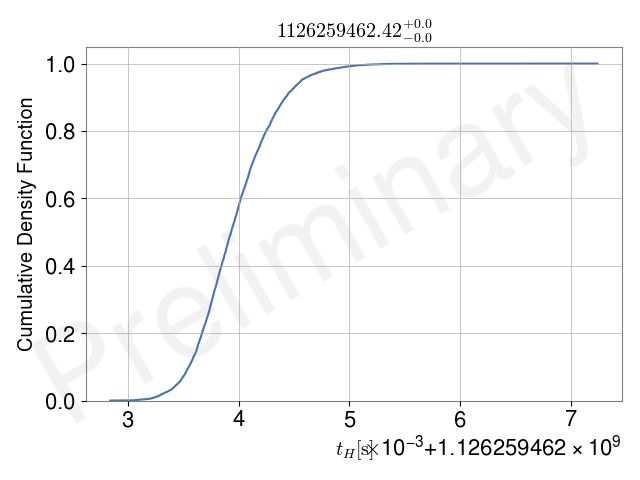 1126259462.42^{+0.0}_{-0.0}
Cumulative Density Function
1.0
0.8
0.6
0.4
0.2
0.0
Preliminary
3 4 5 6 7
t_H[s] ×10^{−3}+1.126259462 × 10^9